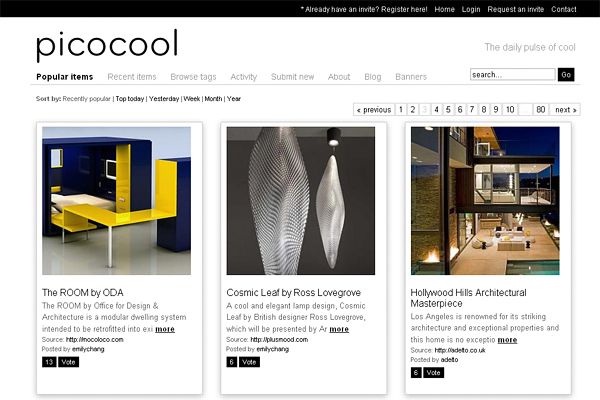 * Already have an invite? Register here! Home Login Request an invite Contact
picocool
The daily pulse of cool
Popular items Recent items Browse tags Activity Submit new About Blog Banners search... Go
Sort by: Recently popular | Top today | Yesterday | Week | Month | Year
« previous 1 2 3 4 5 6 7 8 9 10 80 next »
The ROOM by ODA
The ROOM by Office for Design &
Architecture is a modular dwelling system
intended to be retrofitted into exi more
Source: http://mocoloco.com
Posted by emilychang
13 Vote
Cosmic Leaf by Ross Lovegrove
A cool and elegant lamp design, Cosmic
Leaf by British designer Ross Lovegrove,
which will be presented by Ar more
Source: http://plusmood.com
Posted by emilychang
6 Vote
Hollywood Hills Architectural
Masterpiece
Los Angeles is renowned for its striking
architecture and exceptional properties and
this home is no exceptio more
Source: http://adelto.co.uk
Posted by adelto
6 Vote